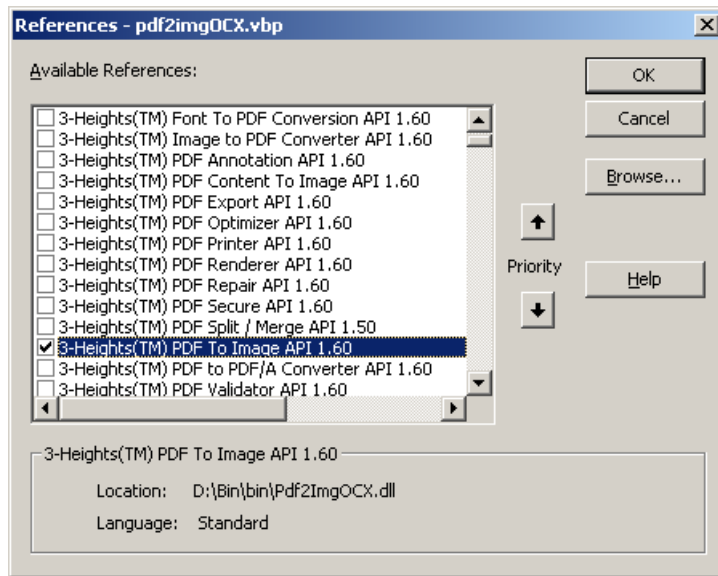 References - pdf2imgOCX.vbp
Available References:
3-Heights(TM) Font To PDF Conversion API 1.60
3-Heights(TM) Image to PDF Converter API 1.60
3-Heights(TM) PDF Annotation API 1.60
3-Heights(TM) PDF Content To Image API 1.60
3-Heights(TM) PDF Export API 1.60
3-Heights(TM) PDF Optimizer API 1.60
3-Heights(TM) PDF Printer API 1.60
3-Heights(TM) PDF Renderer API 1.60
3-Heights(TM) PDF Repair API 1.60
3-Heights(TM) PDF Secure API 1.60
3-Heights(TM) PDF Split / Merge API 1.50
3-Heights(TM) PDF To Image API 1.60
3-Heights(TM) PDF to PDF/A Converter API 1.60
3-Heights(TM) PDF Validator API 1.60
OK
Cancel
Browse...
Priority
Help
3-Heights(TM) PDF To Image API 1.60
Location: D:\Bin\bin\Pdf2ImgOCX.dll
Language: Standard